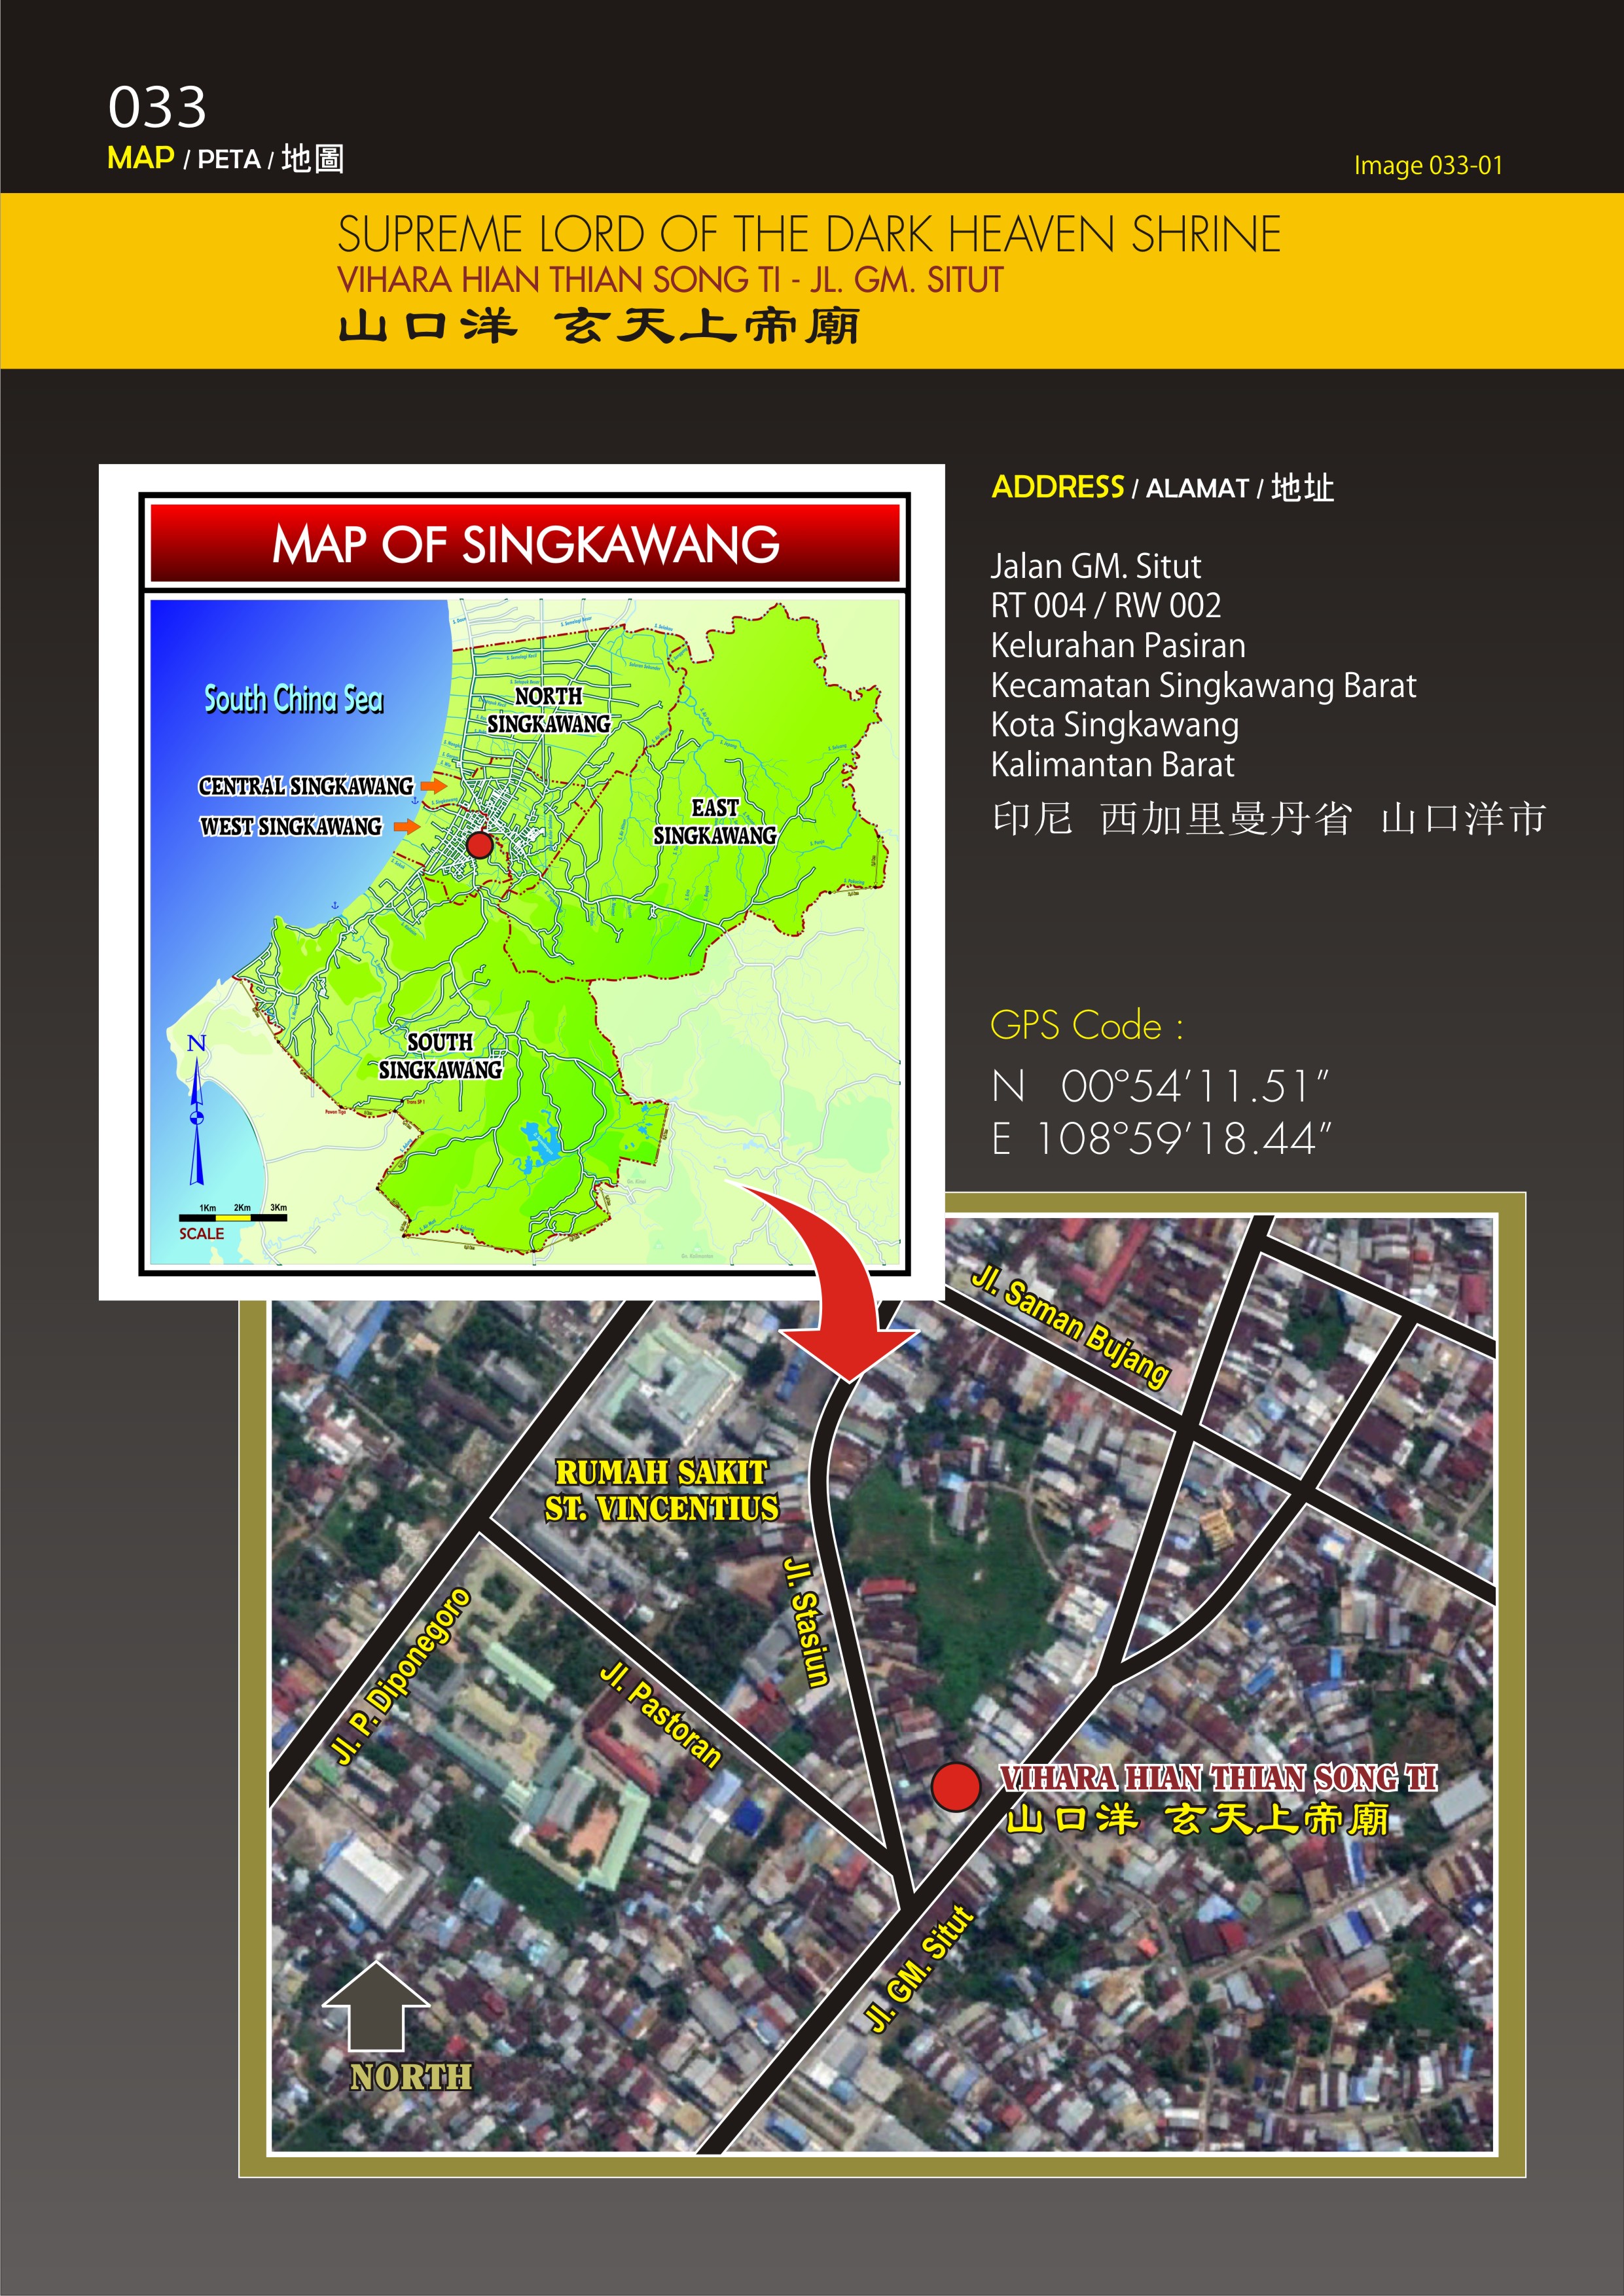 033
MAP / PETA / 地圖
Image 033-01
SUPREME LORD OF THE DARK HEAVEN SHRINE
VIHARA HIAN THIAN SONG TI - JL. GM. SITUT
山口洋 玄天上帝廟
MAP OF SINGKAWANG
South China Sea
NORTH
SINGKAWANG
CENTRAL SINGKAWANG
WEST SINGKAWANG
EAST
SINGKAWANG
SOUTH
SINGKAWANG
N
1Km 2Km 3Km
SCALE
ADDRESS / ALAMAT / 地址
Jalan GM. Situt
RT 004 / RW 002
Kelurahan Pasiran
Kecamatan Singkawang Barat
Kota Singkawang
Kalimantan Barat
印尼 西加里曼丹省 山口洋市
GPS Code :
N 00°54’11.51”
E 108°59’18.44”
Jl. Saman Bujang
RUMAH SAKIT
ST. VINCENTIUS
Jl. Stasiun
Jl. P. Diponegoro
Jl. Pastoran
VIHARA HIAN THIAN SONG TI
山口洋 玄天上帝廟
Jl. GM. Situt
NORTH